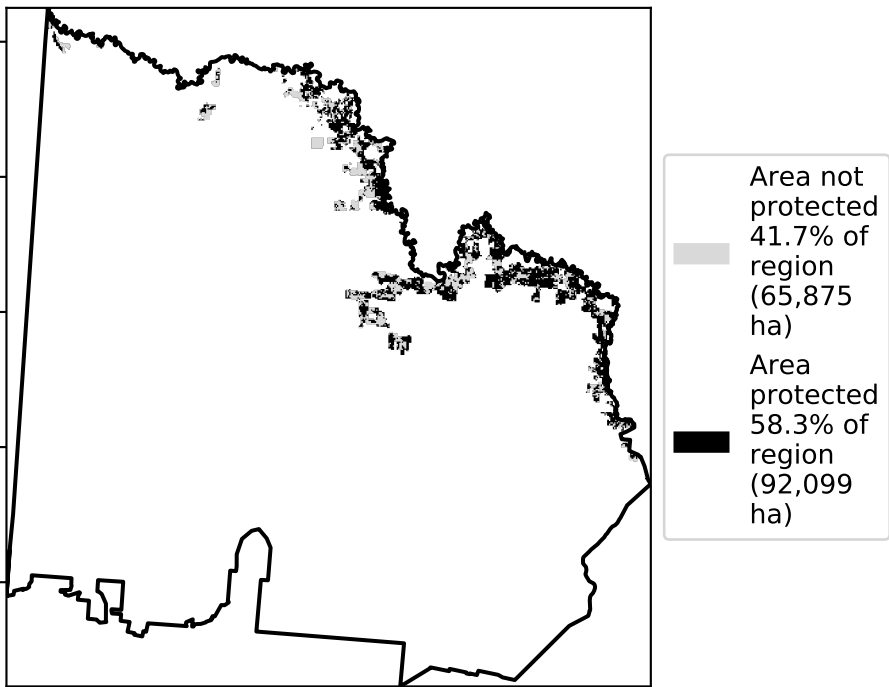 Area not
protected
41.7% of
region
(65,875
ha)
Area
protected
58.3% of
region
(92,099
ha)